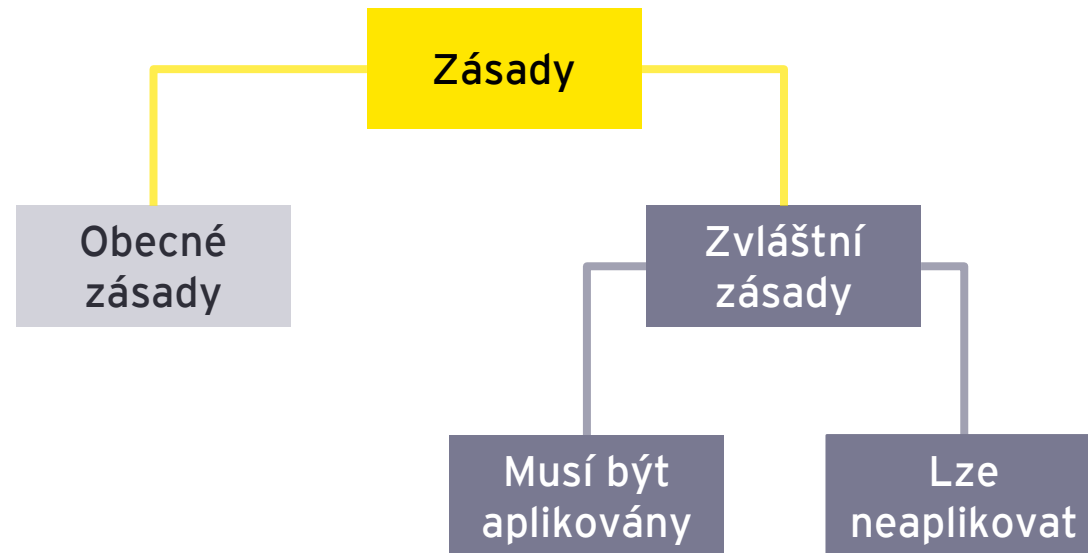 Zásady
Obecné
zásady
Zvláštní
zásady
Musí být
aplikovány
Lze
neaplikovat